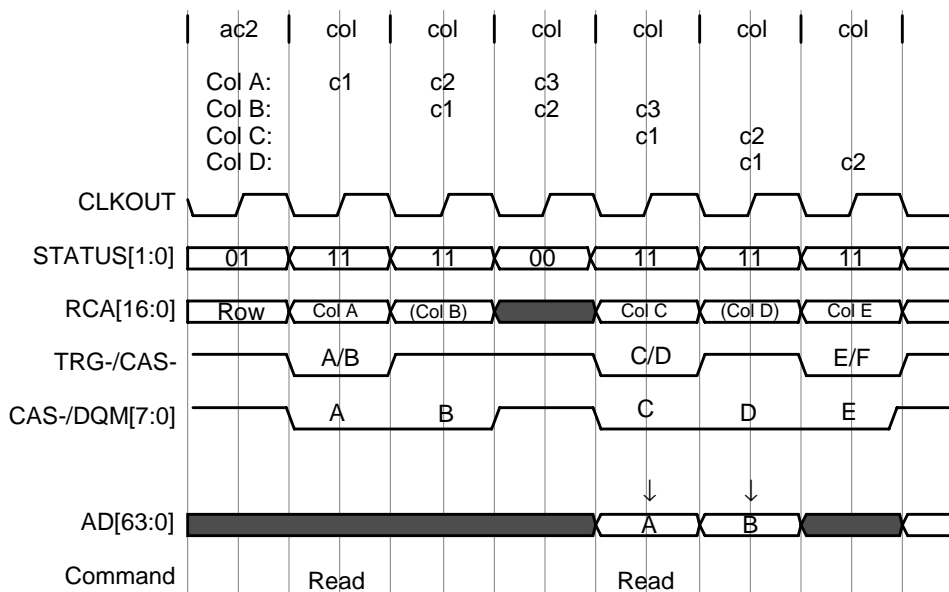 ac2 col col col col col col
Col A: c1 c2 c3
Col B: c1 c2 c3
Col C: c1 c2
Col D: c1 c2
CLKOUT
STATUS[1:0] 01 11 11 00 11 11 11
RCA[16:0] Row Col A (Col B) Col C (Col D) Col E
TRG-/CAS- A/B C/D E/F
CAS-/DQM[7:0] A B C D E
AD[63:0] A B
Command Read Read